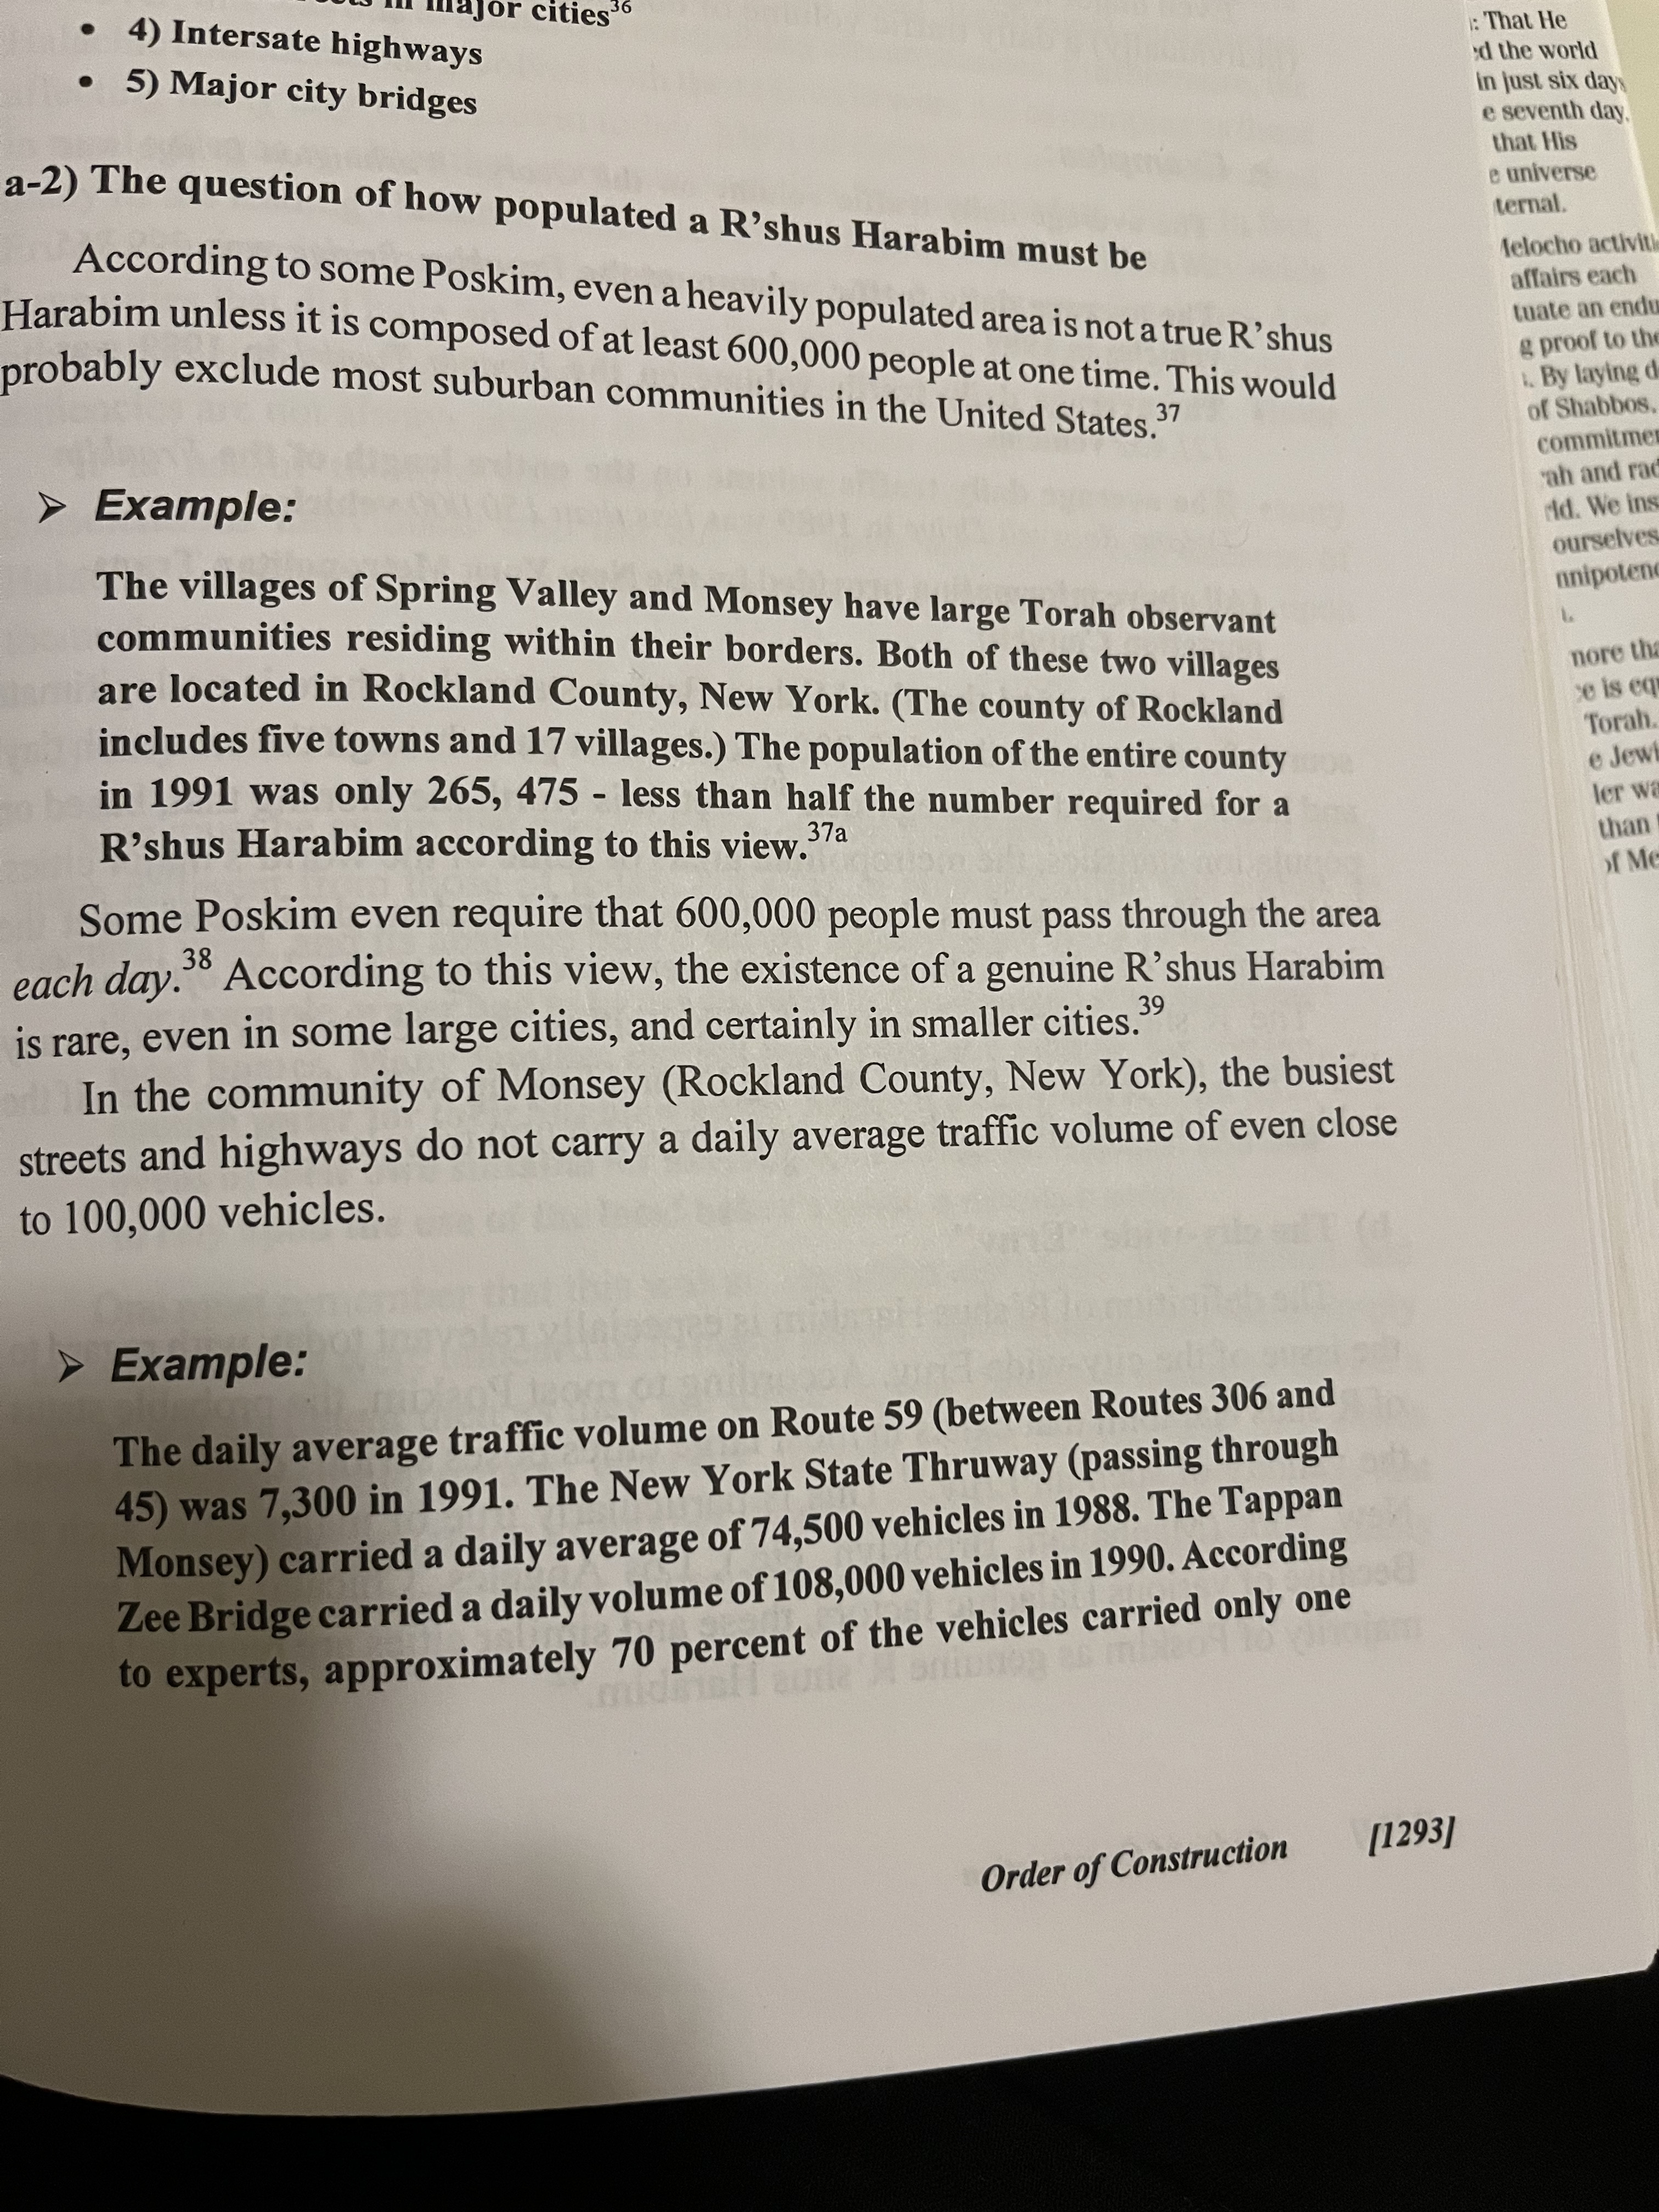 major cities36
• 4) Intersate highways
• 5) Major city bridges
a-2) The question of how populated a R'shus Harabim must be
According to some Poskim, even a heavily populated area is not a true R'shus
Harabim unless it is composed of at least 600,000 people at one time. This would
probably exclude most suburban communities in the United States.37
➢ Example:
The villages of Spring Valley and Monsey have large Torah observant
communities residing within their borders. Both of these two villages
are located in Rockland County, New York. (The county of Rockland
includes five towns and 17 villages.) The population of the entire county
in 1991 was only 265, 475 - less than half the number required for a
R'shus Harabim according to this view.37a
Some Poskim even require that 600,000 people must pass through the area
each day.38 According to this view, the existence of a genuine R'shus Harabim
is rare, even in some large cities, and certainly in smaller cities.39
In the community of Monsey (Rockland County, New York), the busiest
streets and highways do not carry a daily average traffic volume of even close
to 100,000 vehicles.
➢ Example:
The daily average traffic volume on Route 59 (between Routes 306 and
45) was 7,300 in 1991. The New York State Thruway (passing through
Monsey) carried a daily average of 74,500 vehicles in 1988. The Tappan
Zee Bridge carried a daily volume of 108,000 vehicles in 1990. According
to experts, approximately 70 percent of the vehicles carried only one
Order of Construction [1293]
: That He
the world
in just six days
seventh day,
that His
universe
activiti
affairs each
an endu
proof to the
. By laying d
of Shabbos.
and
We ins
ourselves
is
Torah.
than